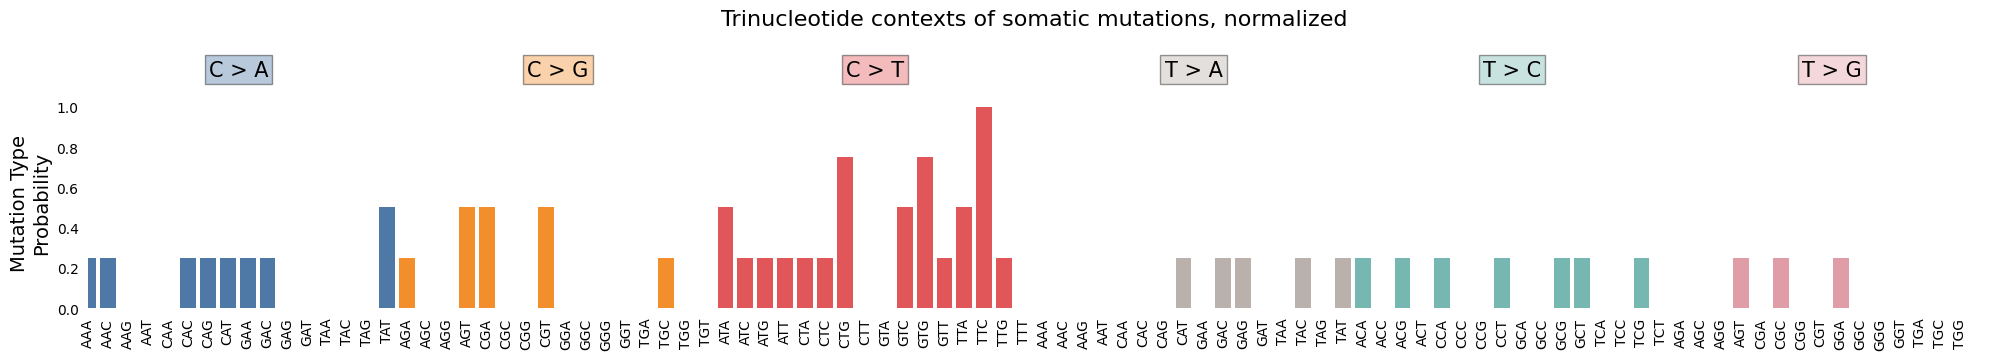 Trinucleotide contexts of somatic mutations, normalized
C > A C > G C > T T > A T > C T > G
Mutation Type
Probability
1.0
0.8
0.6
0.4
0.2
0.0
AAA AAC AAG AAT CAA CAC CAG CAT GAA GAC GAG GAT TAA TAC TAG TAT AGA AGC AGG AGT CGA CGC CGG CGT GGA GGC GGG GGT TGA TGC TGG TGT ATA ATC ATG ATT CTA CTC CTG CTT GTA GTC GTG GTT TTA TTC TTG TTT AAA AAC AAG AAT CAA CAC CAG CAT GAA GAC GAG GAT TAA TAC TAG TAT ACA ACC ACG ACT CCA CCC CCG CCT GCA GCC GCG GCT TCA TCC TCG TCT AGA AGC AGG AGT CGA CGC CGG CGT GGA GGC GGG GGT TGA TGC TGG